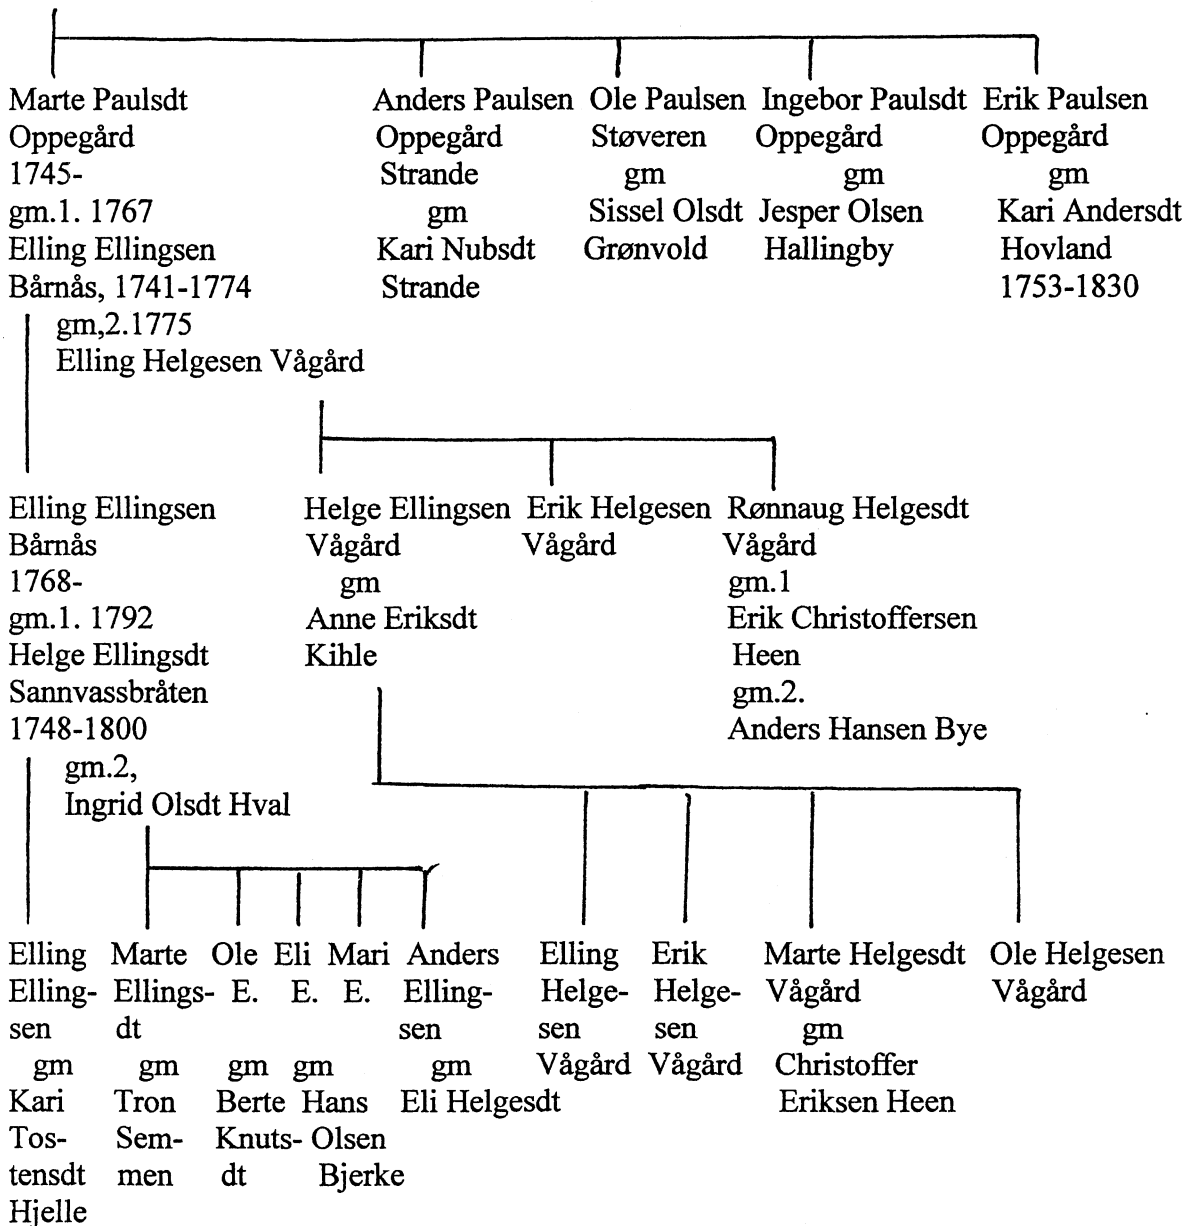 Marte Paulsdt
Oppegård
1745-
gm.1. 1767
Elling Ellingsen
Bårnås, 1741-1774
gm,2.1775
Elling Helgesen Vågård
Anders Paulsen
Oppegård
Strande
gm
Kari Nubsdt
Strande
Ole Paulsen
Støveren
gm
Sissel Olsdt
Grønvold
Ingebor Paulsdt
Oppegård
gm
Jesper Olsen
Hallingby
Erik Paulsen
Oppegård
gm
Kari Andersdt
Hovland
1753-1830
Elling Ellingsen
Bårnås
1768-
gm.1. 1792
Helge Ellingsdt
Sannvassbråten
1748-1800
gm.2,
Ingrid Olsdt Hval
Helge Ellingsen
Vågård
gm
Anne Eriksdt
Kihle
Erik Helgesen
Vågård
Rønnaug Helgesdt
Vågård
gm.1
Erik Christoffersen
Heen
gm.2.
Anders Hansen Bye
Elling
Elling-
sen
gm
Kari
Tos-
tensdt
Hjelle
Marte
Ellings-
dt
gm
Tron
Sem-
men
Ole
E.
gm
Berte
Knuts-
dt
Eli
E.
gm
Hans
Olsen
Bjerke
Mari
E.
Anders
Elling-
sen
gm
Eli Helgesdt
Elling
Helge-
sen
Vågård
Erik
Helge-
sen
Vågård
Marte Helgesdt
Vågård
gm
Christoffer
Eriksen Heen
Ole Helgesen
Vågård